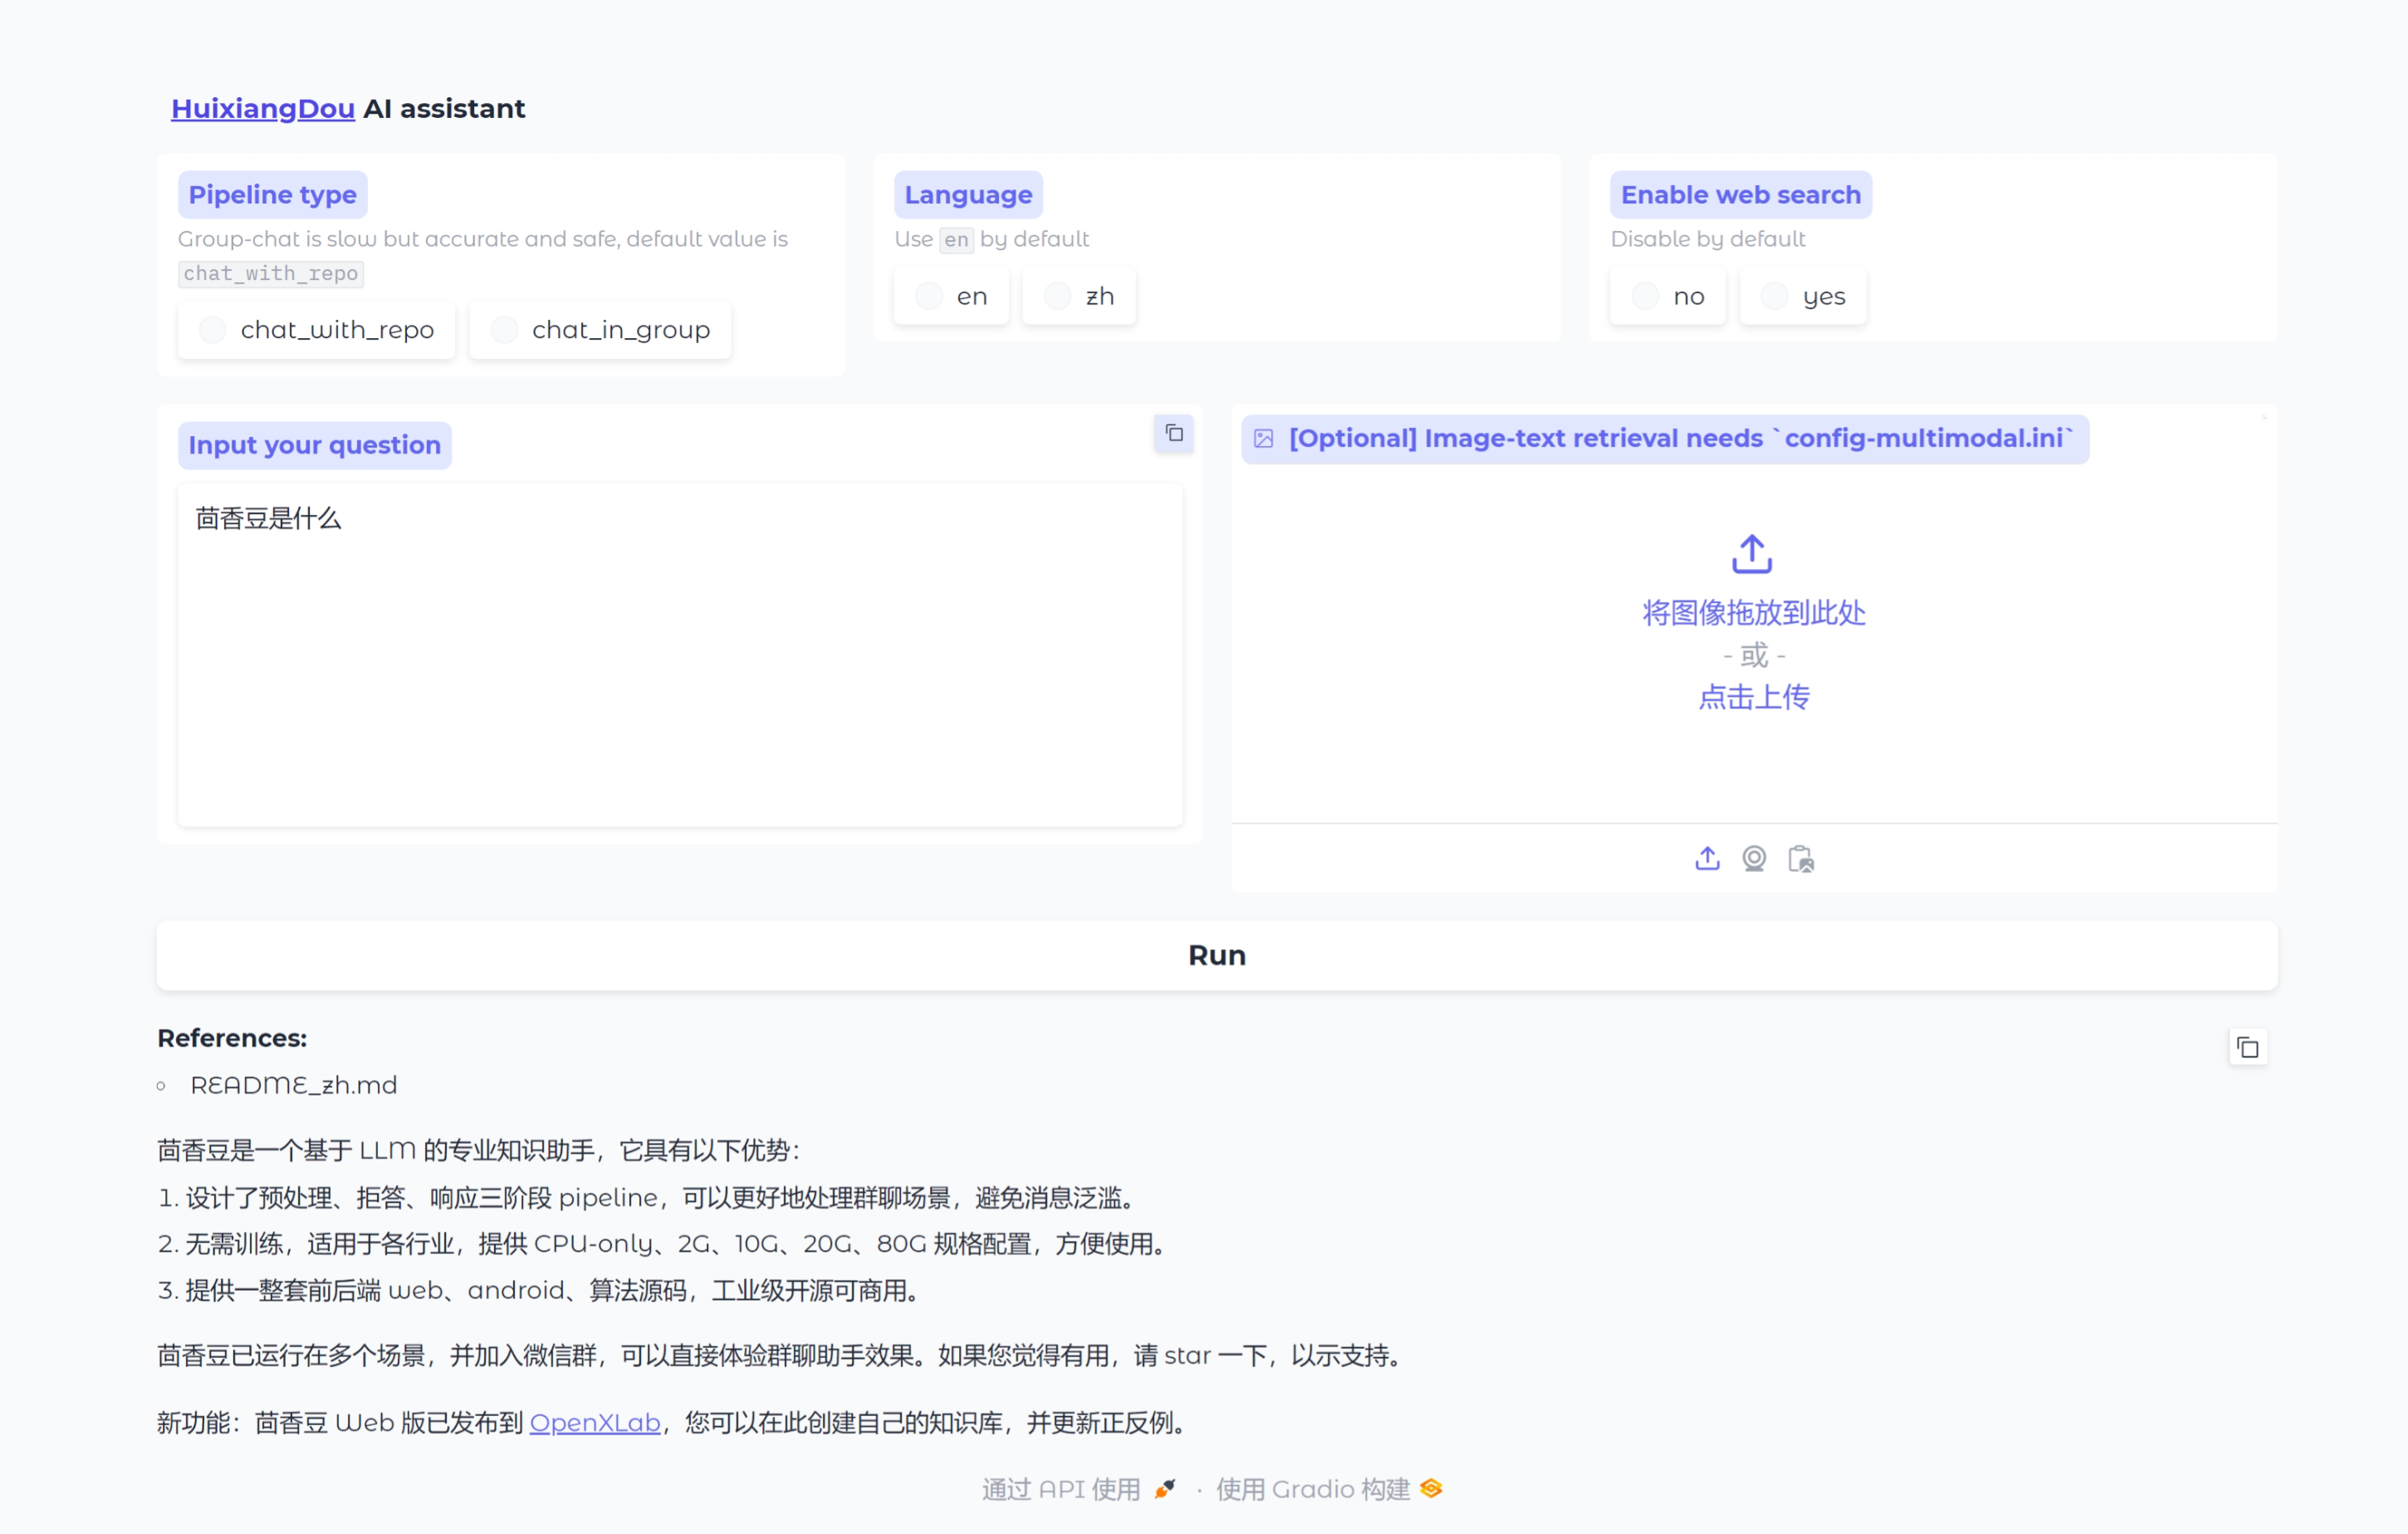 HuixiangDou AI assistant
Pipeline type
Group-chat is slow but accurate and safe, default value is
chat_with_repo
chat_with_repo
chat_in_group
Language
Use en by default
en
zh
Enable web search
Disable by default
no
yes
Input your question
茴香豆是什么
[Optional] Image-text retrieval needs `config-multimodal.ini`
将图像拖放到此处
- 或 -
点击上传
Run
References:
README_zh.md
茴香豆是一个基于 LLM 的专业知识助手，它具有以下优势：
1. 设计了预处理、拒答、响应三阶段 pipeline，可以更好地处理群聊场景，避免消息泛滥。
2. 无需训练，适用于各行业，提供 CPU-only、2G、10G、20G、80G 规格配置，方便使用。
3. 提供一整套前后端 web、android、算法源码，工业级开源可商用。
茴香豆已运行在多个场景，并加入微信群，可以直接体验群聊助手效果。如果您觉得有用，请 star 一下，以示支持。
新功能：茴香豆 Web 版已发布到 OpenXLab，您可以在此创建自己的知识库，并更新正反例。
通过 API 使用 · 使用 Gradio 构建